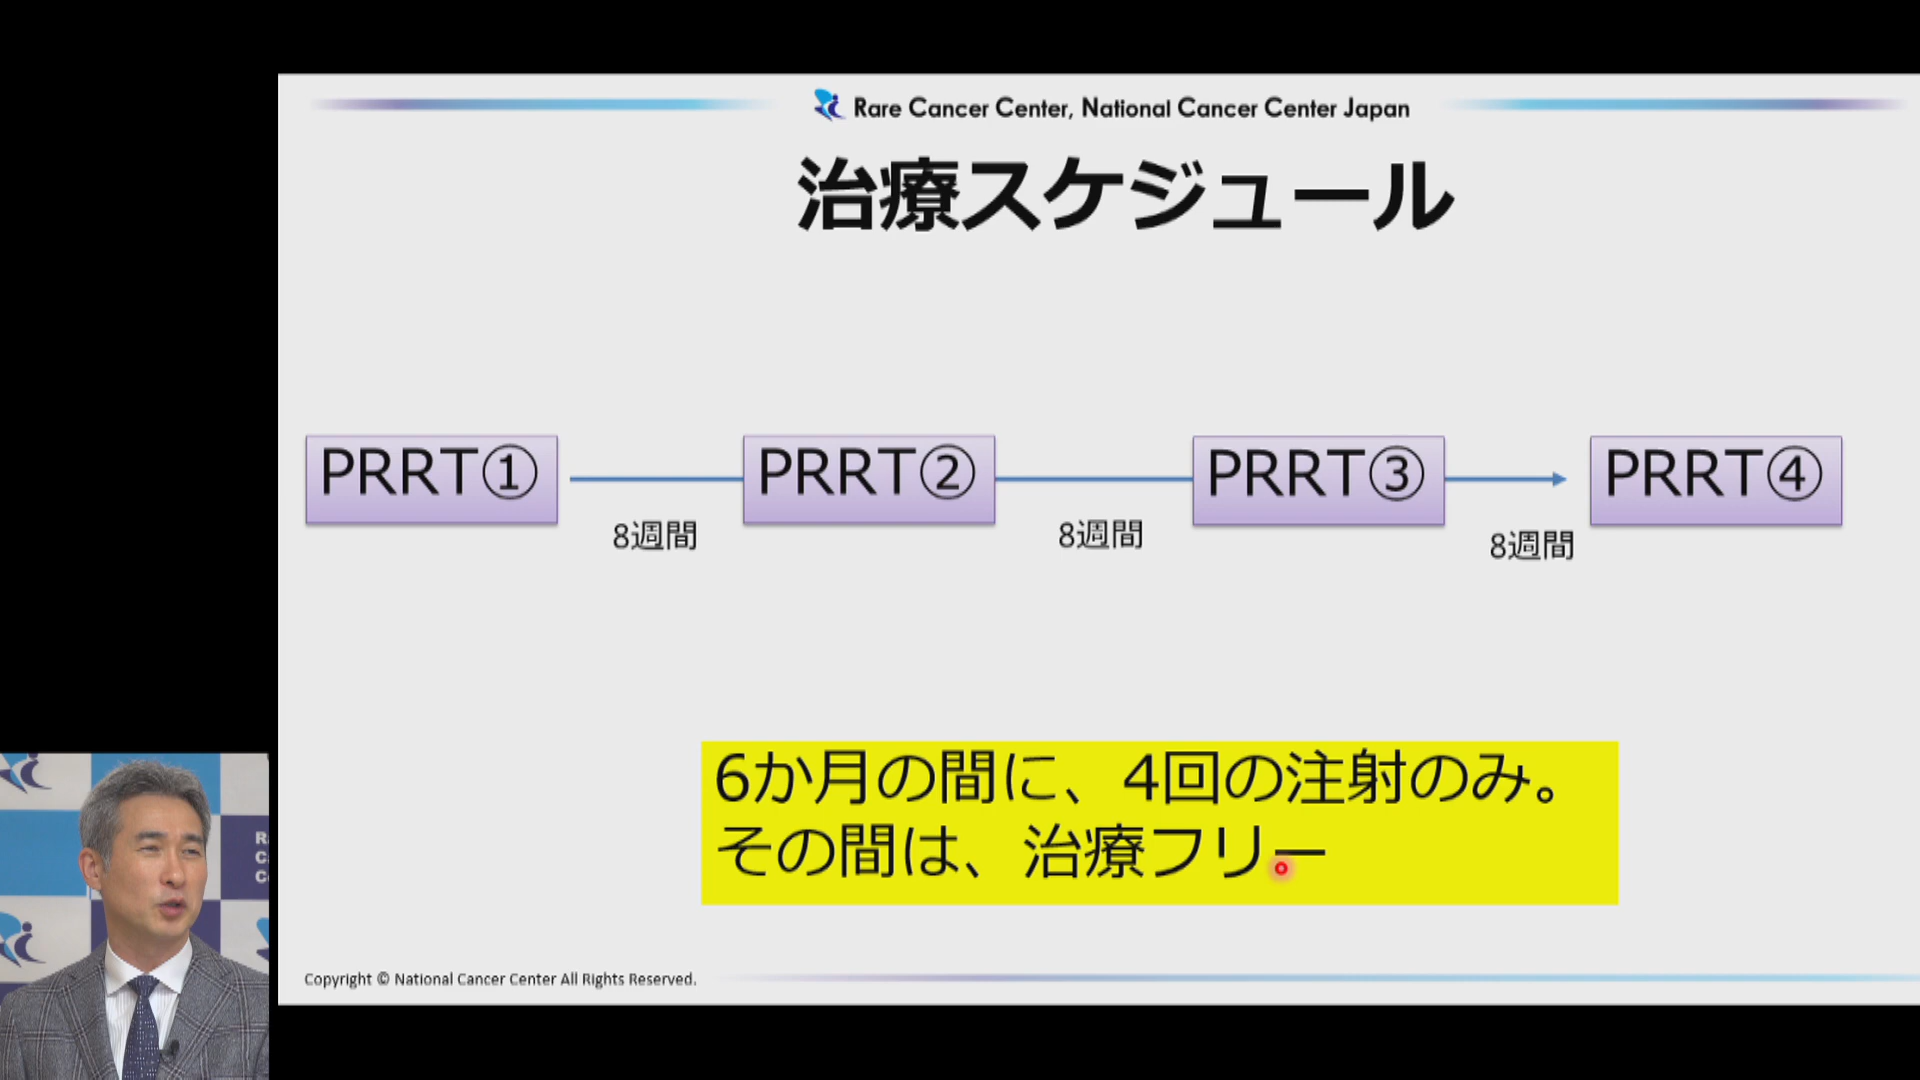 Rare Cancer Center, National Cancer Center Japan
治療スケジュール
PRRT①
PRRT②
PRRT③
PRRT④
8週間
8週間
8週間
6か月の間に、4回の注射のみ。
その間は、治療フリー
Copyright © National Cancer Center All Rights Reserved.